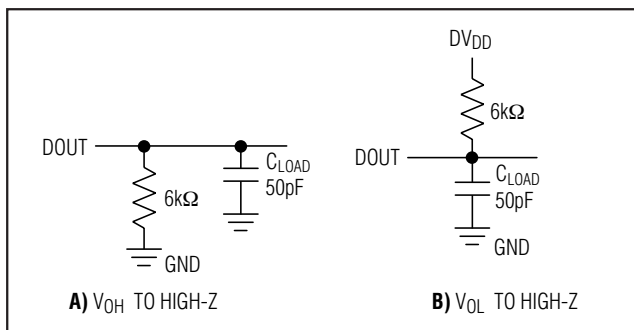 DOUT
6kΩ
C_LOAD
50pF
GND
A) V_OH TO HIGH-Z
DV_DD
6kΩ
DOUT
C_LOAD
50pF
GND
B) V_OL TO HIGH-Z